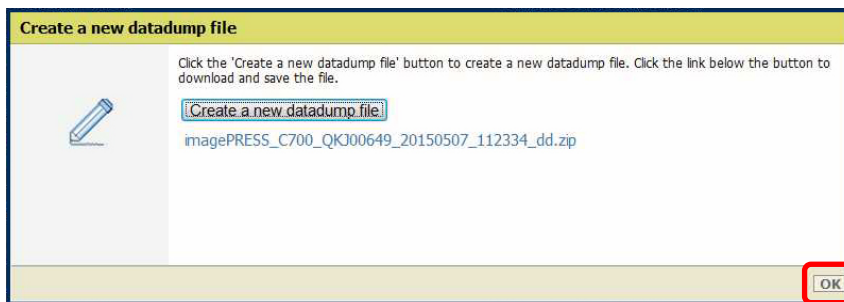 Create a new datadump file
Click the 'Create a new datadump file' button to create a new datadump file. Click the link below the button to
download and save the file.
Create a new datadump file
imagePRESS_C700_QKJ00649_20150507_112334_dd.zip
OK